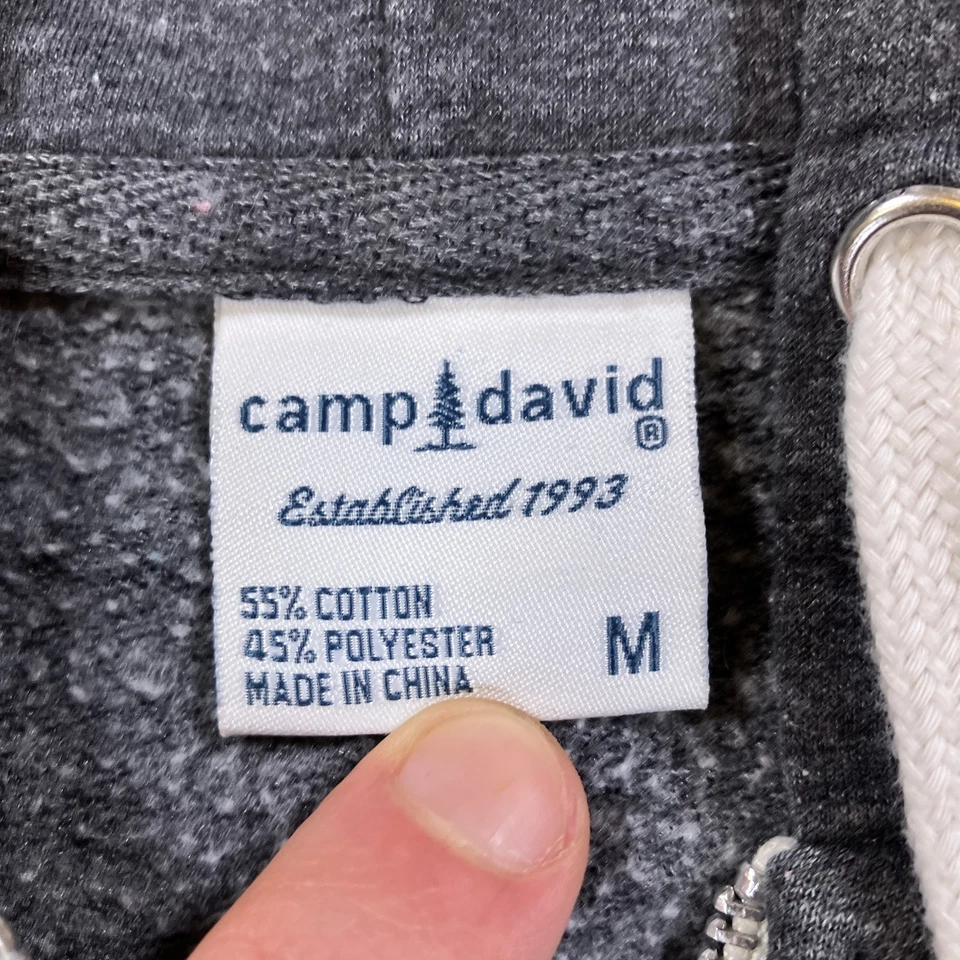 camp david®
Established 1993
55% COTTON
45% POLYESTER
MADE IN CHINA
M